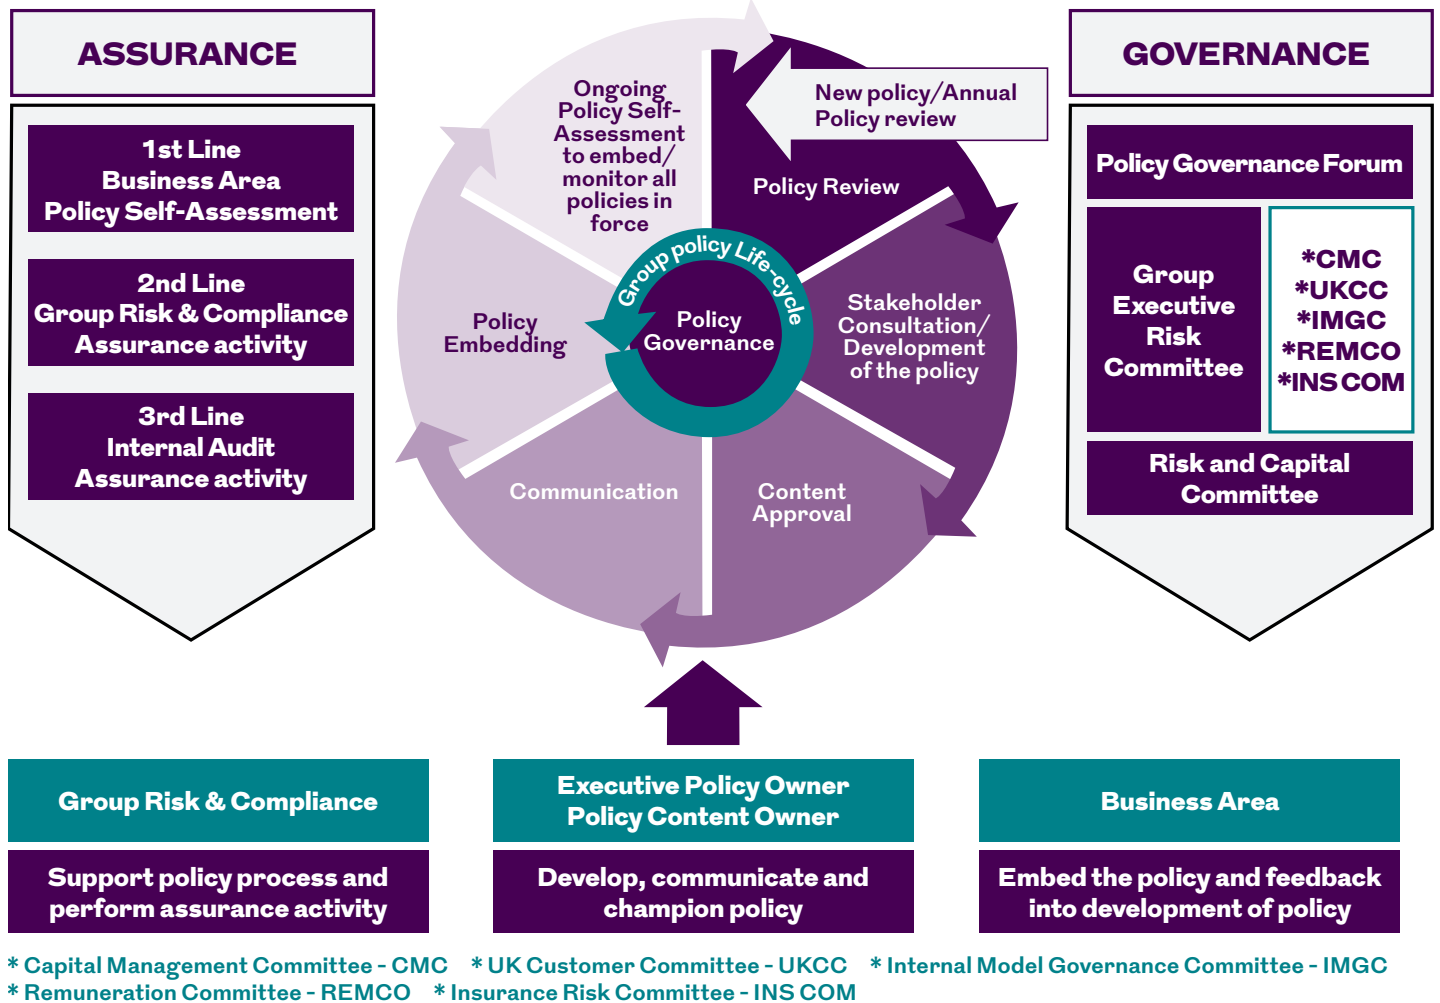 ASSURANCE
1st Line
Business Area
Policy Self-Assessment
2nd Line
Group Risk & Compliance
Assurance activity
3rd Line
Internal Audit
Assurance activity
Ongoing
Policy Self-
Assessment
to embed/
monitor all
policies in
force
New policy/Annual
Policy review
Policy Review
Stakeholder
Consultation/
Development
of the policy
Content
Approval
Communication
Policy
Embedding
Group policy Life-cycle
Policy
Governance
GOVERNANCE
Policy Governance Forum
Group
Executive
Risk
Committee
*CMC
*UKCC
*IMGC
*REMCO
*INS COM
Risk and Capital
Committee
Group Risk & Compliance
Support policy process and
perform assurance activity
Executive Policy Owner
Policy Content Owner
Develop, communicate and
champion policy
Business Area
Embed the policy and feedback
into development of policy
* Capital Management Committee - CMC * UK Customer Committee - UKCC * Internal Model Governance Committee - IMGC
* Remuneration Committee - REMCO * Insurance Risk Committee - INS COM